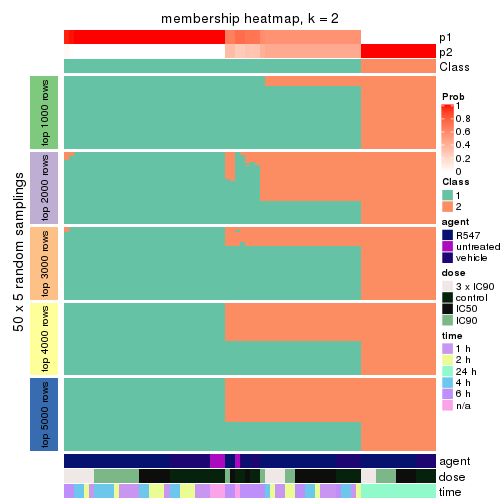 membership heatmap, k = 2
p1
p2
Class
50 x 5 random samplings
top 1000 rows
top 2000 rows
top 3000 rows
top 4000 rows
top 5000 rows
agent
dose
time
Prob
1
0.8
0.6
0.4
0.2
0
Class
1
2
agent
R547
untreated
vehicle
dose
3 x IC90
control
IC50
IC90
time
1 h
2 h
24 h
4 h
6 h
n/a